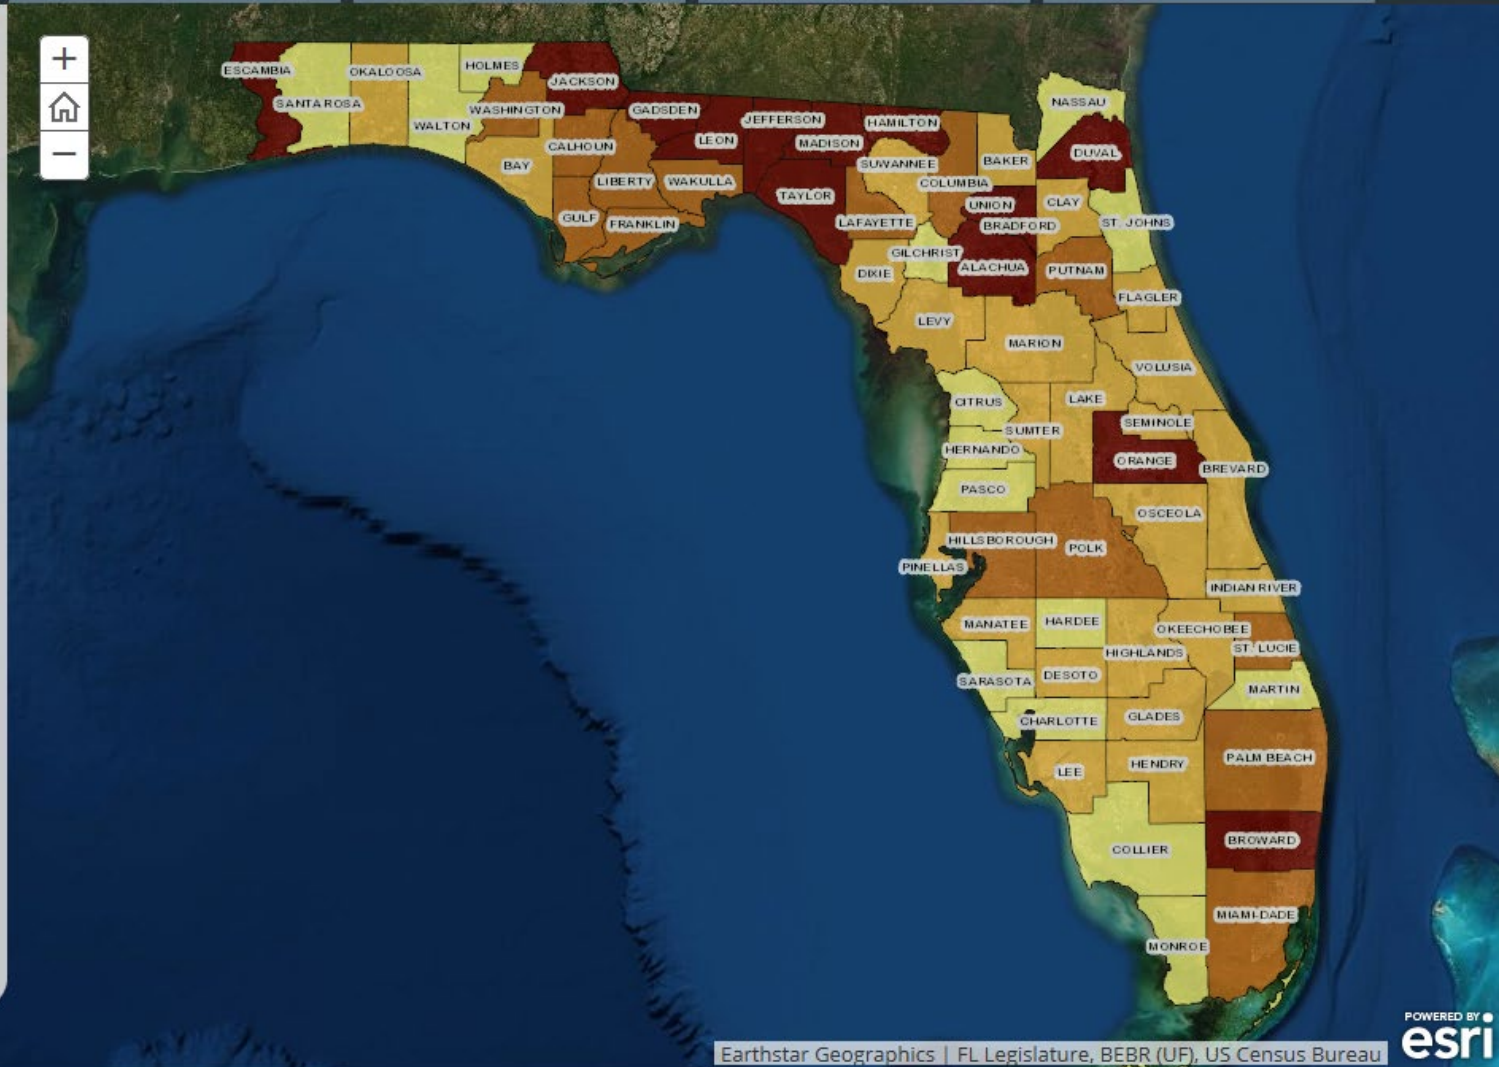 +
−
ESCAMBIA
OKALOOSA
HOLMES
JACKSON
SANTA ROSA
WASHINGTON
WALTON
GADSDEN
JEFFERSON
HAMILTON
NASSAU
LEON
MADISON
CALHOUN
BAY
SUWANNEE
BAKER
DUVAL
LIBERTY
WAKULLA
COLUMBIA
TAYLOR
UNION
CLAY
GULF
FRANKLIN
LAFAYETTE
BRADFORD
ST. JOHNS
GILCHRIST
DIXIE
ALACHUA
PUTNAM
FLAGLER
LEVY
MARION
VOLUSIA
CITRUS
LAKE
SUMTER
SEMINOLE
HERNANDO
ORANGE
BREVARD
PASCO
OSCEOLA
HILLSBOROUGH
POLK
PINELLAS
INDIAN RIVER
MANATEE
HARDEE
OKEECHOBEE
HIGHLANDS
ST. LUCIE
SARASOTA
DESOTO
MARTIN
CHARLOTTE
GLADES
LEE
HENDRY
PALM BEACH
COLLIER
BROWARD
MIAMI-DADE
MONROE
POWERED BY
esri
Earthstar Geographics | FL Legislature, BEBR (UF), US Census Bureau